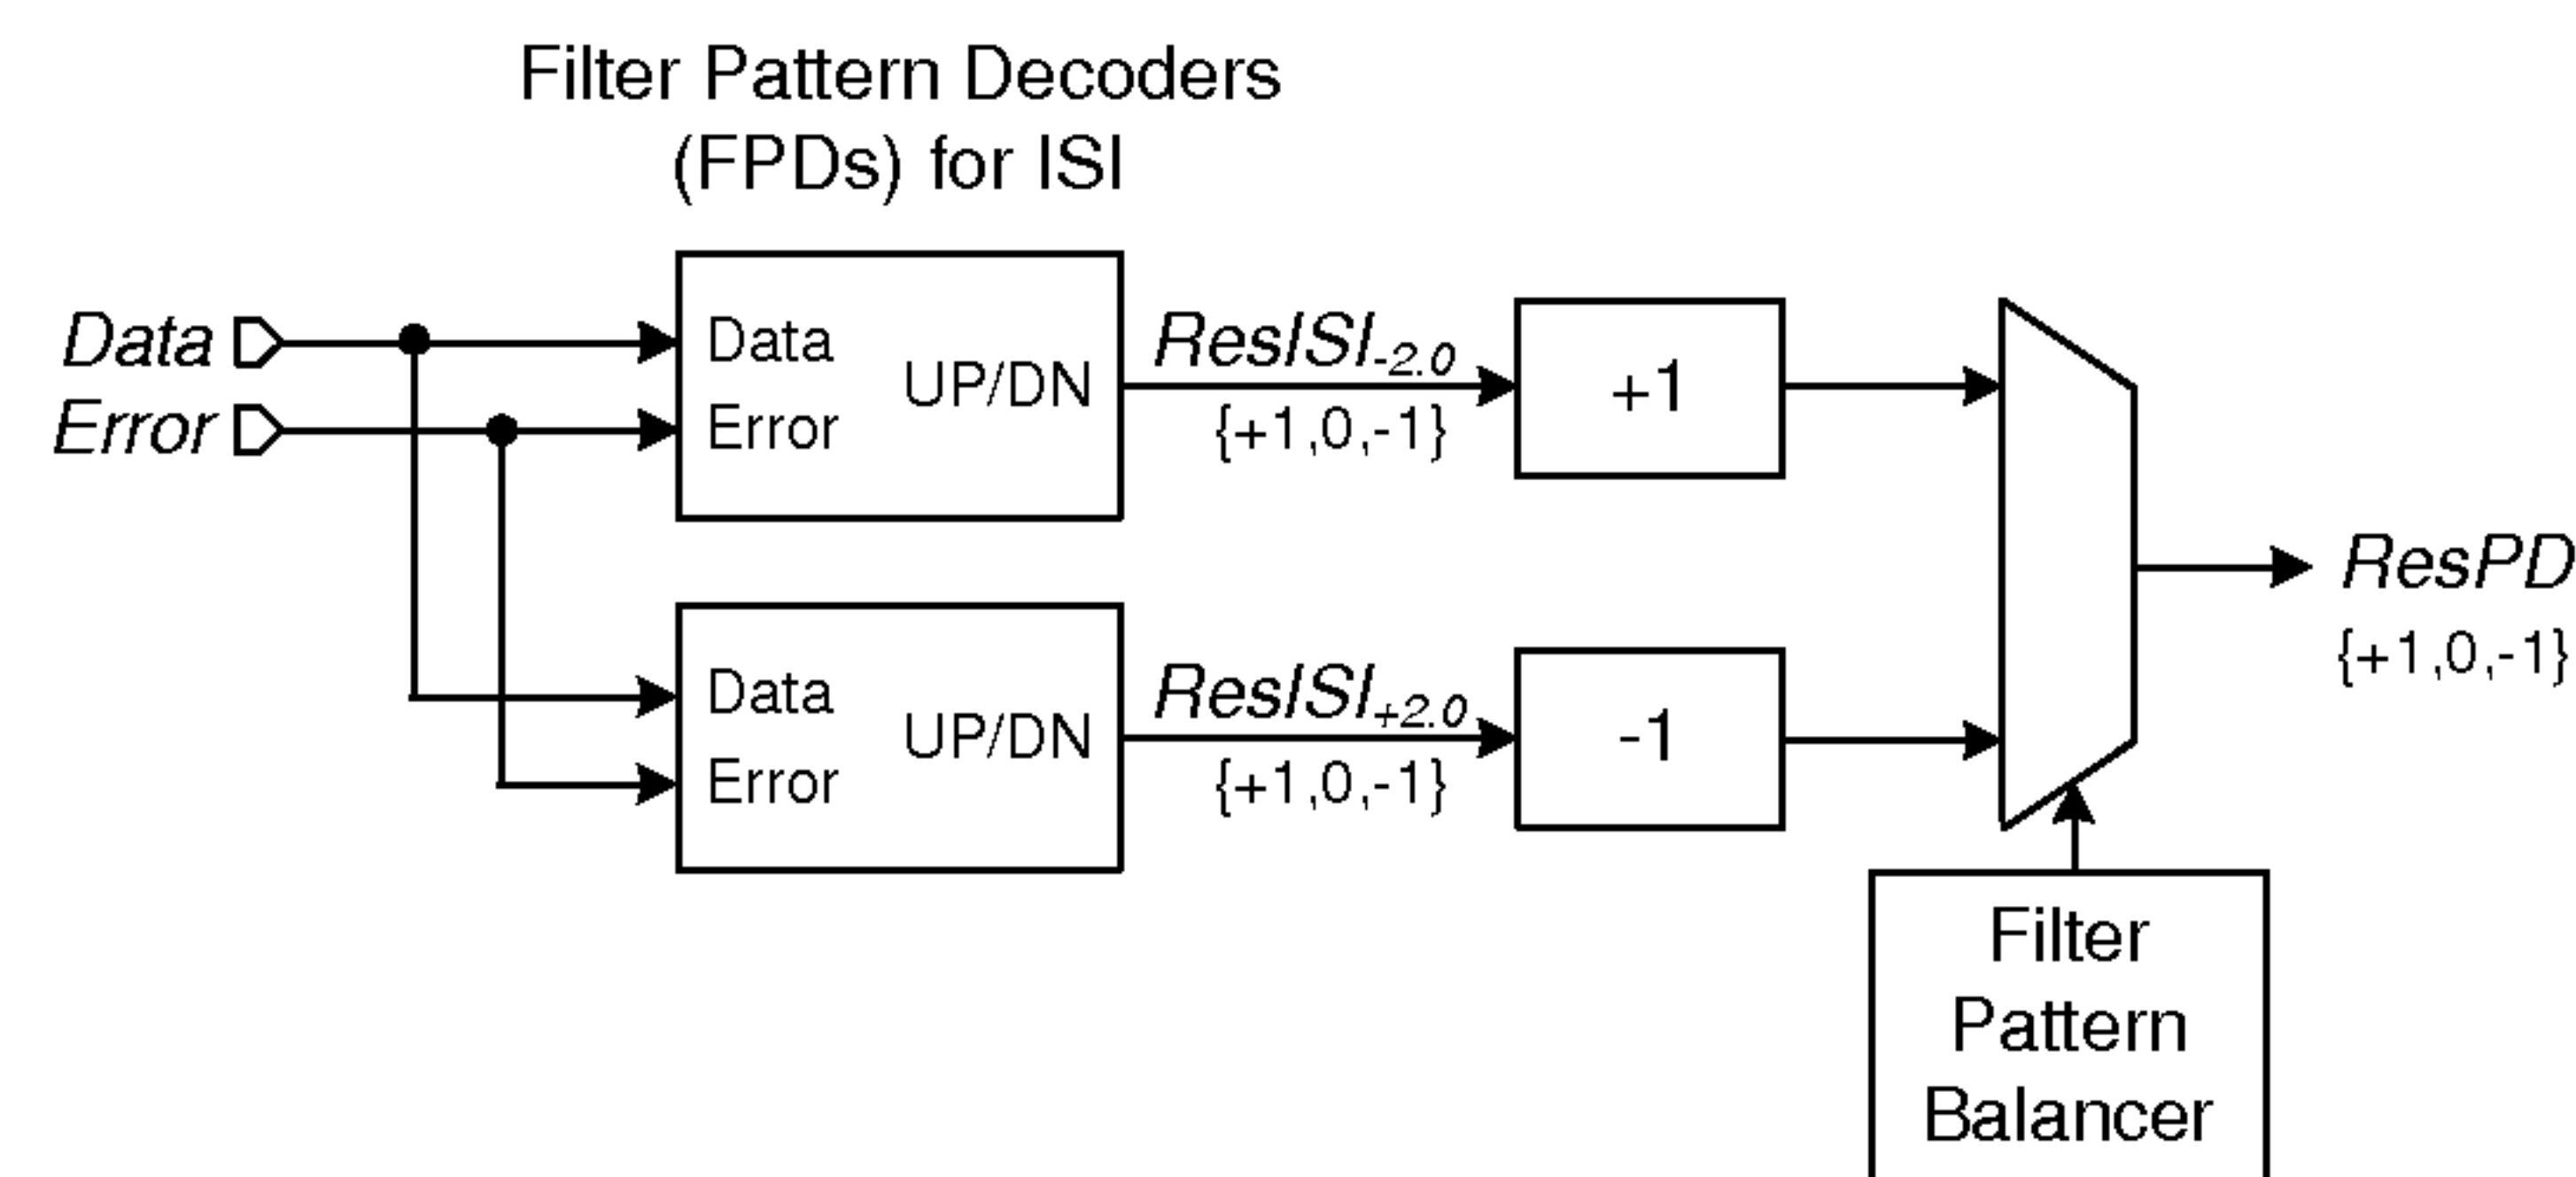 Filter Pattern Decoders
(FPDs) for ISI
Data
Error
Data
Error
UP/DN
ResISI-2.0
{+1,0,-1}
+1
Data
Error
UP/DN
ResISI+2.0
{+1,0,-1}
-1
ResPD
{+1,0,-1}
Filter
Pattern
Balancer